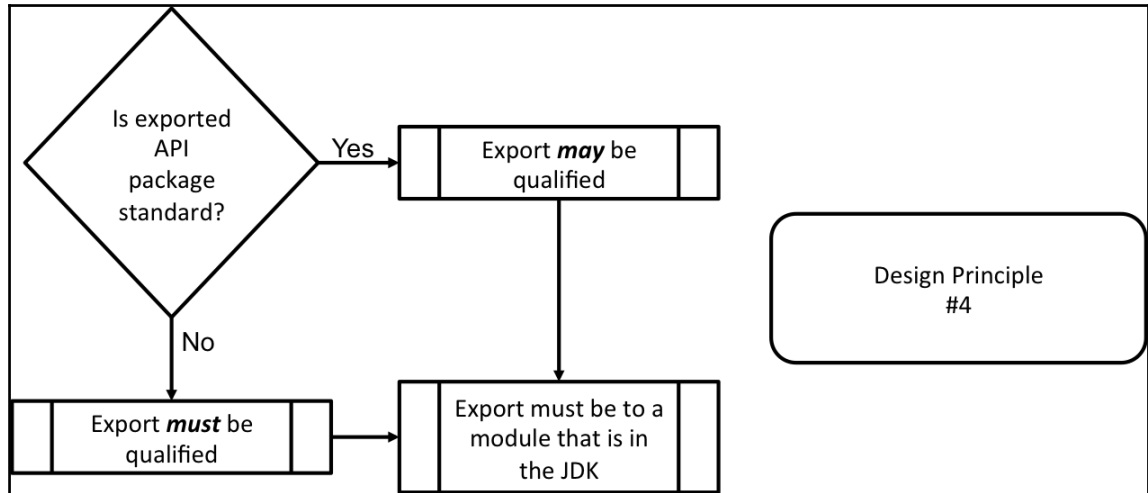 Is exported
API
package
standard?
Yes
Export may be
qualified
Design Principle
#4
No
Export must be
qualified
Export must be to a
module that is in
the JDK